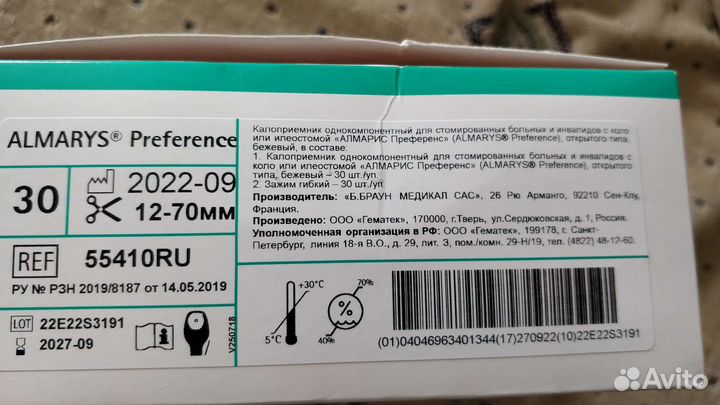 ALMARYS® Preference
30
2022-09
12-70мм
REF 55410RU
РУ № РЗН 2019/8187 от 14.05.2019
LOT 22E22S3191
2027-09
V250718
Калоприемник однокомпонентный для стомированных больных и инвалидов с коло
или илеостомой «АЛМАРИС Преференс» (ALMARYS® Preference), открытого типа,
бежевый, в составе:
1. Калоприемник однокомпонентный для стомированных больных и инвалидов с
коло или илеостомой «АЛМАРИС Преференс» (ALMARYS® Preference), открытого
типа, бежевый – 30 шт./уп.
2. Зажим гибкий – 30 шт./уп.
Производитель: «Б.БРАУН МЕДИКАЛ САС», 26 Рю Арманго, 92210 Сен-Клу,
Франция.
Произведено: ООО «Гематек», 170000, г.Тверь, ул.Сердюковская, д. 1, Россия.
Уполномоченная организация в РФ: ООО «Гематек», 199178, г. Санкт-
Петербург, линия 18-я В.О., д. 29, лит. З, пом./комн. 29-Н/19, тел. (4822) 48-12-60.
+30°C
5°C
70%
%
40%
(01)04046963401344(17)270922(10)22E22S3191
Avito